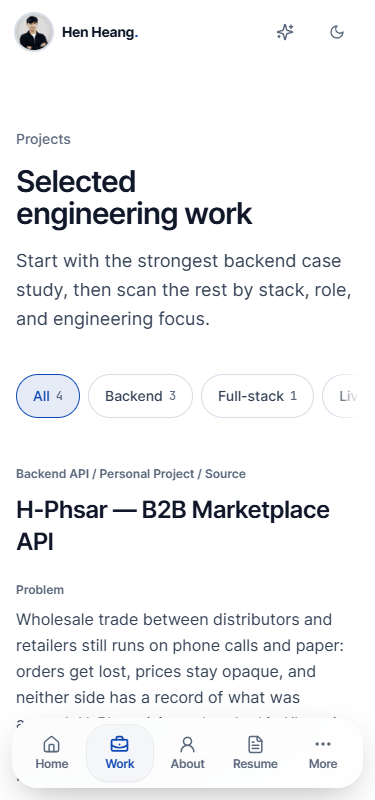 Hen Heang.
Projects
Selected
engineering work
Start with the strongest backend case
study, then scan the rest by stack, role,
and engineering focus.
All 4
Backend 3
Full-stack 1
Backend API / Personal Project / Source
H-Phsar — B2B Marketplace
API
Problem
Wholesale trade between distributors and
retailers still runs on phone calls and paper:
orders get lost, prices stay opaque, and
neither side has a record of what was
Home
Work
About
Resume
More